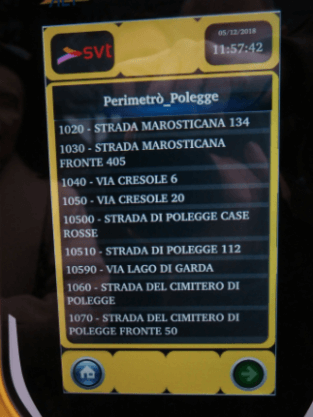 svt
05/12/2018
11:57:42
Perimetrò_Polegge
1020 - STRADA MAROSTICANA 134
1030 - STRADA MAROSTICANA
FRONTE 405
1040 - VIA CRESOLE 6
1050 - VIA CRESOLE 20
10500 - STRADA DI POLEGGE CASE
ROSSE
10510 - STRADA DI POLEGGE 112
10590 - VIA LAGO DI GARDA
1060 - STRADA DEL CIMITERO DI
POLEGGE
1070 - STRADA DEL CIMITERO DI
POLEGGE FRONTE 50